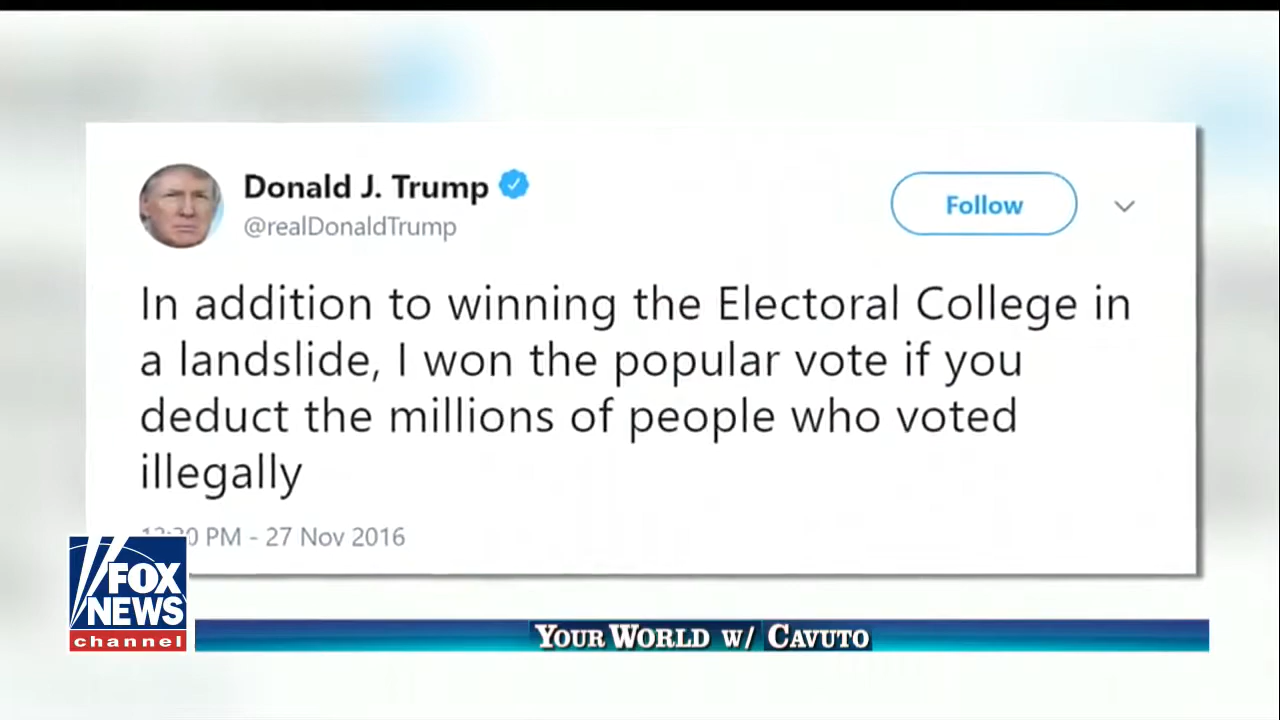 Donald J. Trump
@realDonaldTrump
Follow
In addition to winning the Electoral College in
a landslide, I won the popular vote if you
deduct the millions of people who voted
illegally
PM - 27 Nov 2016
FOX
NEWS
channel
YOUR WORLD W/ CAVUTO